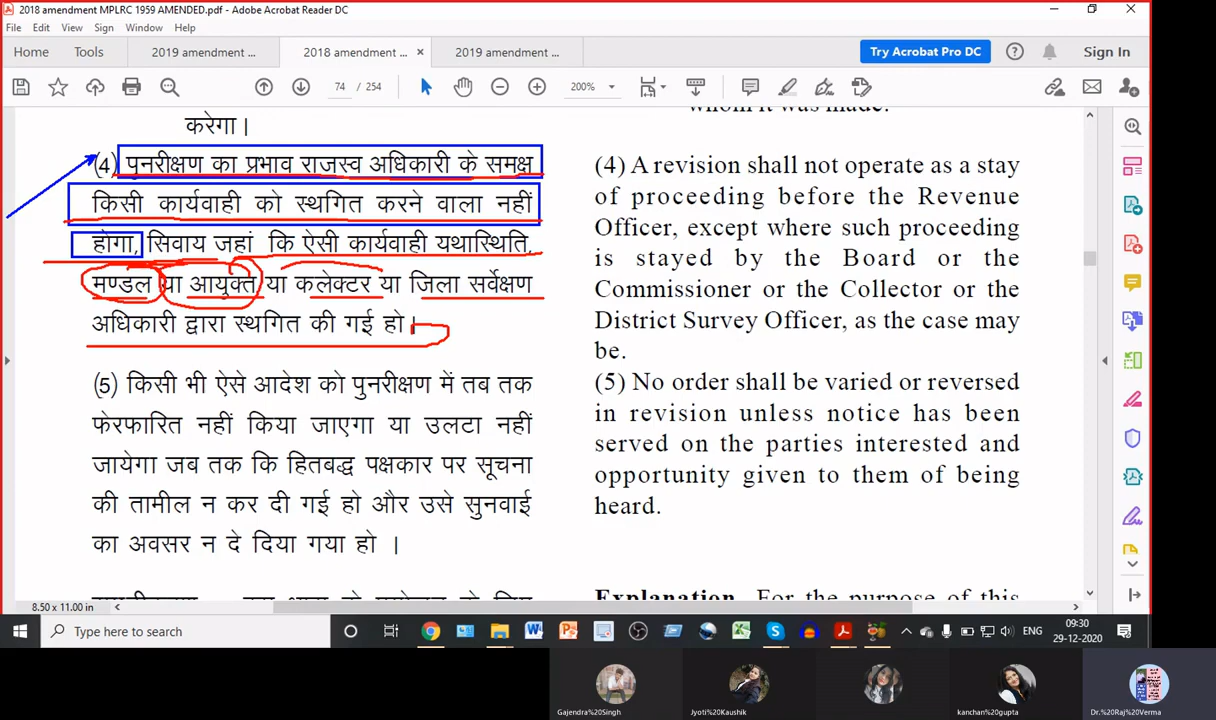 2018 amendment MPLRC 1959 AMENDED.pdf - Adobe Acrobat Reader DC
File Edit View Sign Window Help
Home Tools 2019 amendment ... 2018 amendment ... × 2019 amendment ... Try Acrobat Pro DC Sign In
74 / 254 200%
करेगा।
(4) पुनरीक्षण का प्रभाव राजस्व अधिकारी के समक्ष
किसी कार्यवाही को स्थगित करने वाला नहीं
होगा, सिवाय जहां कि ऐसी कार्यवाही यथास्थिति,
मण्डल या आयुक्त या कलेक्टर या जिला सर्वेक्षण
अधिकारी द्वारा स्थगित की गई हो।
(5) किसी भी ऐसे आदेश को पुनरीक्षण में तब तक
फेरफारित नहीं किया जाएगा या उलटा नहीं
जायेगा जब तक कि हितबद्ध पक्षकार पर सूचना
की तामील न कर दी गई हो और उसे सुनवाई
का अवसर न दे दिया गया हो ।
whom it was made.
(4) A revision shall not operate as a stay
of proceeding before the Revenue
Officer, except where such proceeding
is stayed by the Board or the
Commissioner or the Collector or the
District Survey Officer, as the case may
be.
(5) No order shall be varied or reversed
in revision unless notice has been
served on the parties interested and
opportunity given to them of being
heard.
Explanation. For the purpose of this
8.50 x 11.00 in
Type here to search
ENG
09:30
29-12-2020
Gajendra%20Singh
Jyoti%20Kaushik
kanchan%20gupta
Dr.%20Raj%20Verma